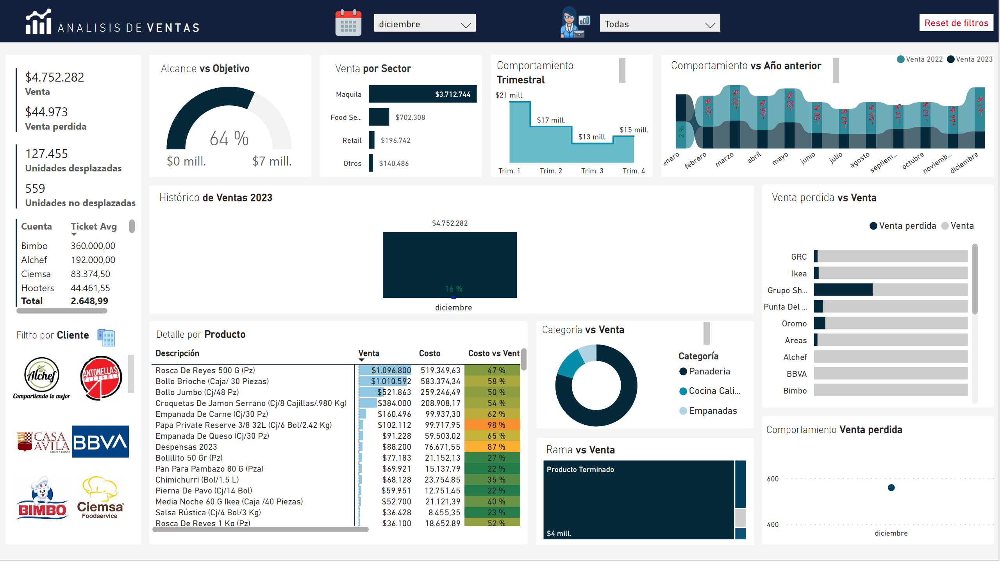 ANALISIS DE VENTAS
diciembre
Todas
Reset de filtros
$4.752.282
Venta
$44.973
Venta perdida
127.455
Unidades desplazadas
559
Unidades no desplazadas
Cuenta Ticket Avg
Bimbo 360.000,00
Alchef 192.000,00
Ciemsa 83.374,50
Hooters 44.461,55
Total 2.648,99
Filtro por Cliente
Alchef
Compartiendo lo mejor
ANTONELLA'S
PIZZERIA
CASA
AVILA
SABOR A ESPAÑA
BBVA
BIMBO
Ciemsa
Foodservice
Alcance vs Objetivo
64 %
$0 mill.
$7 mill.
Venta por Sector
Maquila $3.712.744
Food Se... $702.308
Retail $196.742
Otros $140.486
Comportamiento
Trimestral
$21 mill.
$17 mill.
$13 mill.
$15 mill.
Trim. 1 Trim. 2 Trim. 3 Trim. 4
Comportamiento vs Año anterior
Venta 2022 Venta 2023
2 % -29 % -22 % -46 % -22 % -50 % -43 % -54 % -17 % -13 % -46 % -61 %
enero febrero marzo abril mayo junio julio agosto septiem... octubre noviemb... diciembre
Histórico de Ventas 2023
$4.752.282
16 %
diciembre
Venta perdida vs Venta
Venta perdida Venta
GRC
Ikea
Grupo Sh...
Punta Del ...
Oromo
Areas
Alchef
BBVA
Bimbo
Detalle por Producto
Descripción Venta Costo Costo vs Vent
Rosca De Reyes 500 G (Pz) $1.096.800 519.349,63 47 %
Bollo Brioche (Caja/ 30 Piezas) $1.010.592 583.374,34 58 %
Bollo Jumbo (Cj/48 Pz) $521.863 259.246,49 50 %
Croquetas De Jamon Serrano (Cj/8 Cajillas/.980 Kg) $384.000 208.908,17 54 %
Empanada De Carne (Cj/30 Pz) $160.496 99.937,30 62 %
Papa Private Reserve 3/8 32L (Cj/6 Bol/2.42 Kg) $102.112 99.717,95 98 %
Empanada De Queso (Cj/30 Pz) $91.228 59.503,02 65 %
Despensas 2023 $88.200 76.671,55 87 %
Bolillito 50 Gr (Pz) $77.183 21.152,13 27 %
Pan Para Pambazo 80 G (Pza) $69.921 15.137,79 22 %
Chimichurri (Bol/1.5 L) $68.128 23.754,85 35 %
Pierna De Pavo (Cj/14 Bol) $59.951 12.751,45 22 %
Media Noche 60 G Ikea (Caja /40 Piezas) $52.700 21.121,39 40 %
Salsa Rústica (Cj/4 Bol/3 Kg) $36.428 8.455,35 23 %
Rosca De Reyes 1 Kg (Pz) $36.100 18.652,89 52 %
Categoría vs Venta
Categoría
Panaderia
Cocina Cali...
Empanadas
Rama vs Venta
Producto Terminado
$4 mill.
Comportamiento Venta perdida
600
400
diciembre